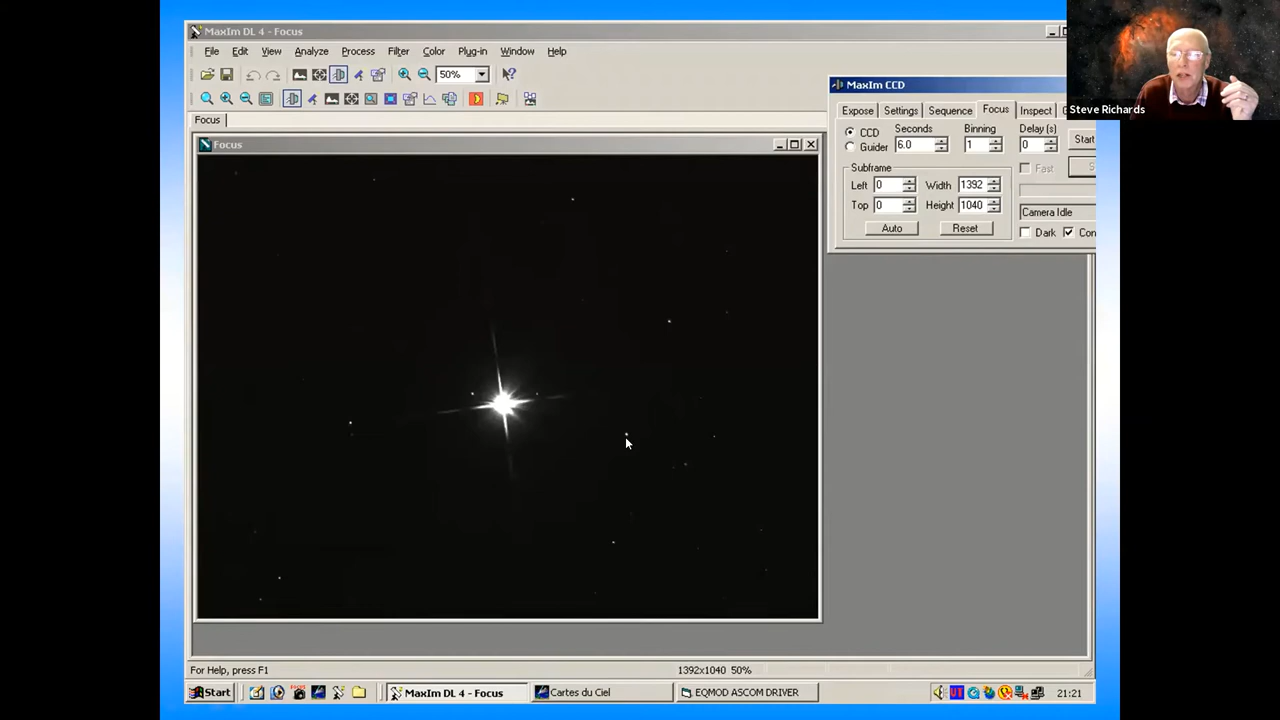 MaxIm DL 4 - Focus
File Edit View Analyze Process Filter Color Plug-in Window Help
50%
Focus
Focus
MaxIm CCD
Expose Settings Sequence Focus Inspect
CCD Seconds Binning Delay (s)
Guider 6.0 1 0 Start
Subframe Fast
Left 0 Width 1392
Top 0 Height 1040 Camera Idle
Auto Reset Dark Con
Steve Richards
For Help, press F1 1392x1040 50%
Start MaxIm DL 4 - Focus Cartes du Ciel EQMOD ASCOM DRIVER 21:21